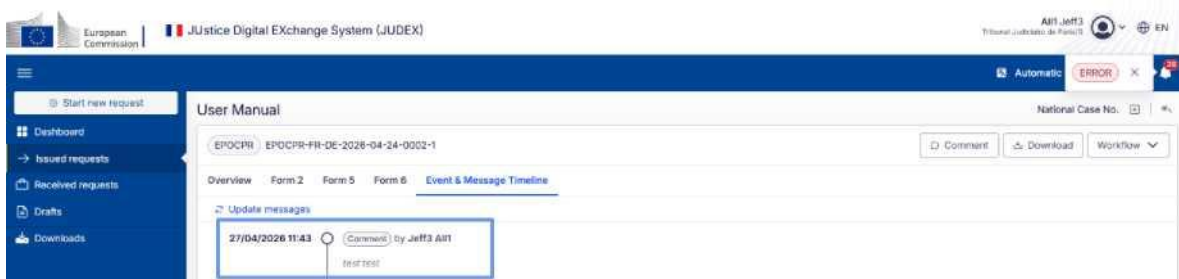 European
Commission
JUstice Digital EXchange System (JUDEX)
All1 Jeff3
EN
Automatic
ERROR
Start new request
User Manual
National Case No.
Dashboard
EPOCPR EPOCPR-FR-DE-2026-04-24-0002-1
Comment
Download
Workflow
Issued requests
Received requests
Overview Form 2 Form 5 Form 6 Event & Message Timeline
Drafts
Update messages
Downloads
27/04/2026 11:43 Comment by Jeff3 All1
test test